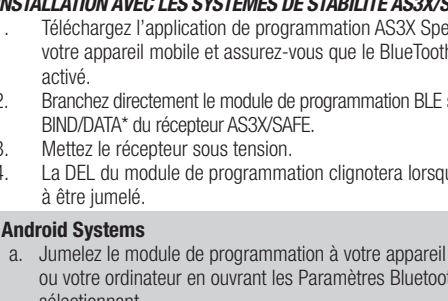 NSTALLATION AVEC LES SYSTÈMES DE STABILITÉ AS3X/S
. Téléchargez l'application de programmation AS3X Spe
votre appareil mobile et assurez-vous que le BlueTooth
activé.
2. Branchez directement le module de programmation BLE s
BIND/DATA* du récepteur AS3X/SAFE.
3. Mettez le récepteur sous tension.
4. La DEL du module de programmation clignotera lorsqu
à être jumelé.
Android Systems
a. Jumelez le module de programmation à votre appareil
ou votre ordinateur en ouvrant les Paramètres Bluetoot
sélectionnant